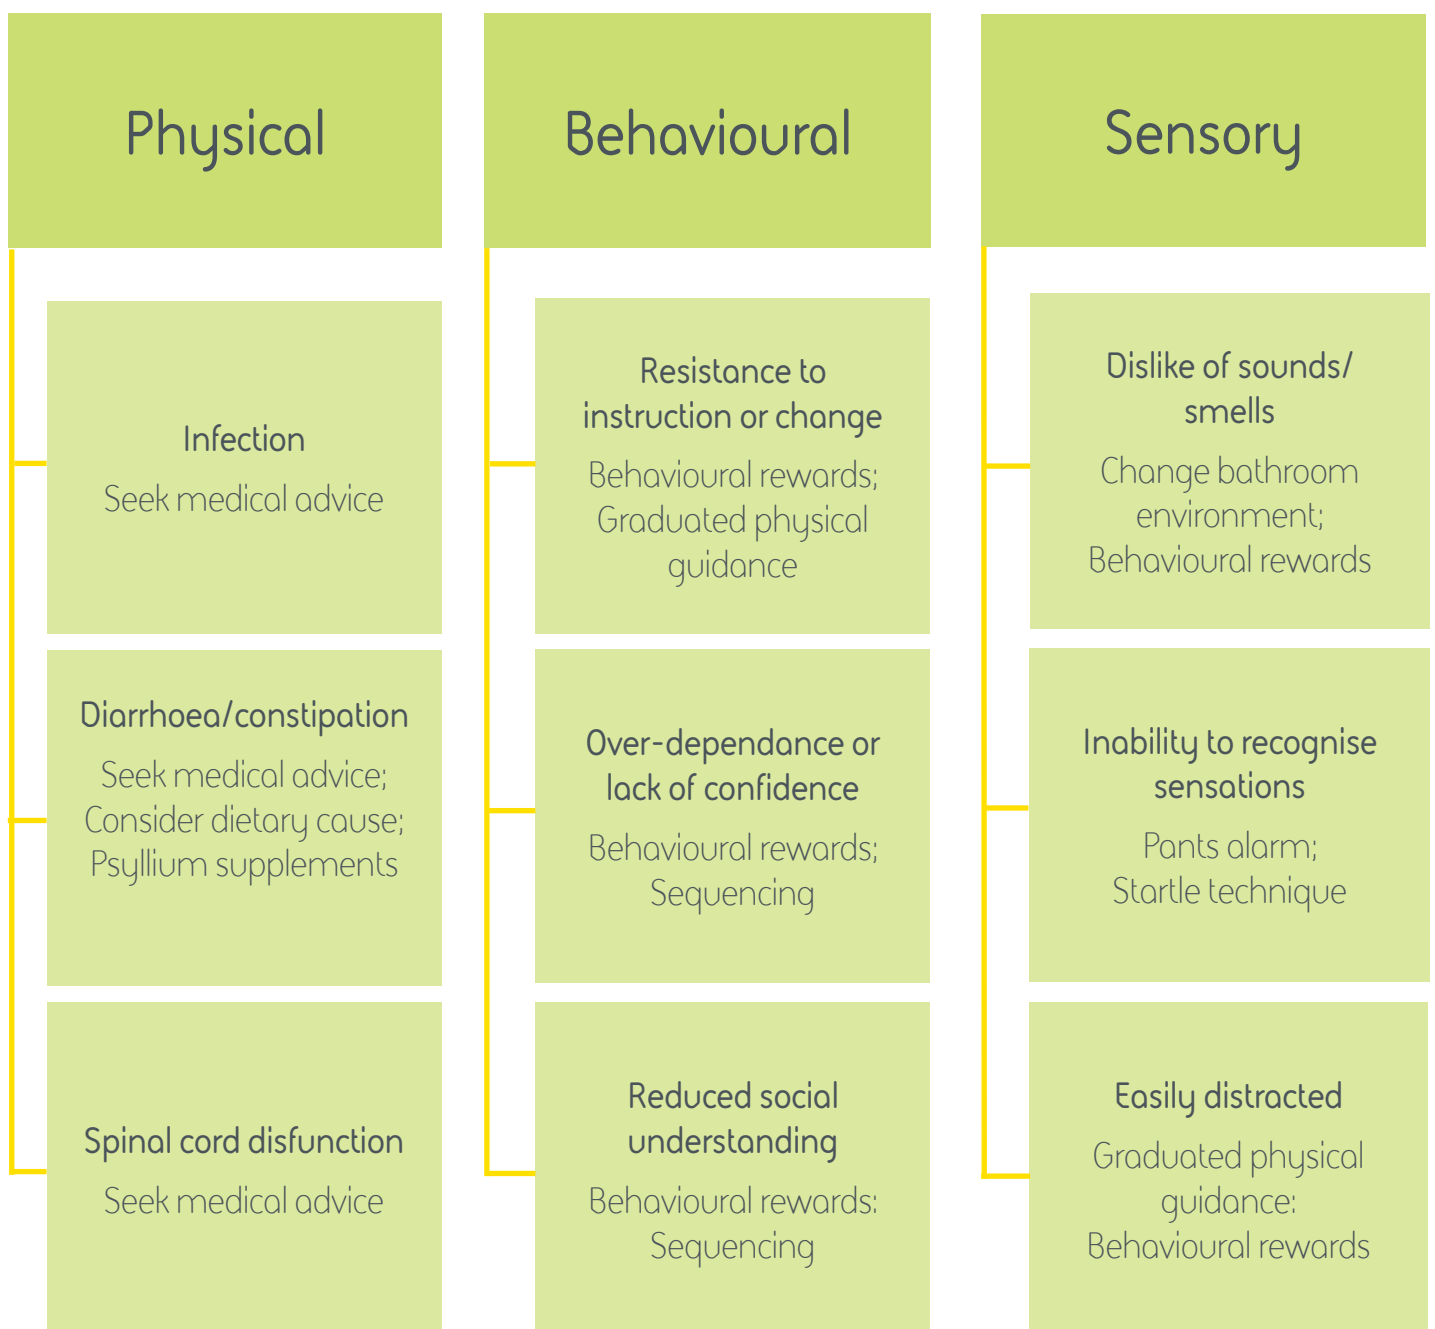 Physical
Infection
Seek medical advice
Diarrhoea/constipation
Seek medical advice;
Consider dietary cause;
Psyllium supplements
Spinal cord disfunction
Seek medical advice
Behavioural
Resistance to
instruction or change
Behavioural rewards;
Graduated physical
guidance
Over-dependance or
lack of confidence
Behavioural rewards;
Sequencing
Reduced social
understanding
Behavioural rewards:
Sequencing
Sensory
Dislike of sounds/
smells
Change bathroom
environment;
Behavioural rewards
Inability to recognise
sensations
Pants alarm;
Startle technique
Easily distracted
Graduated physical
guidance:
Behavioural rewards